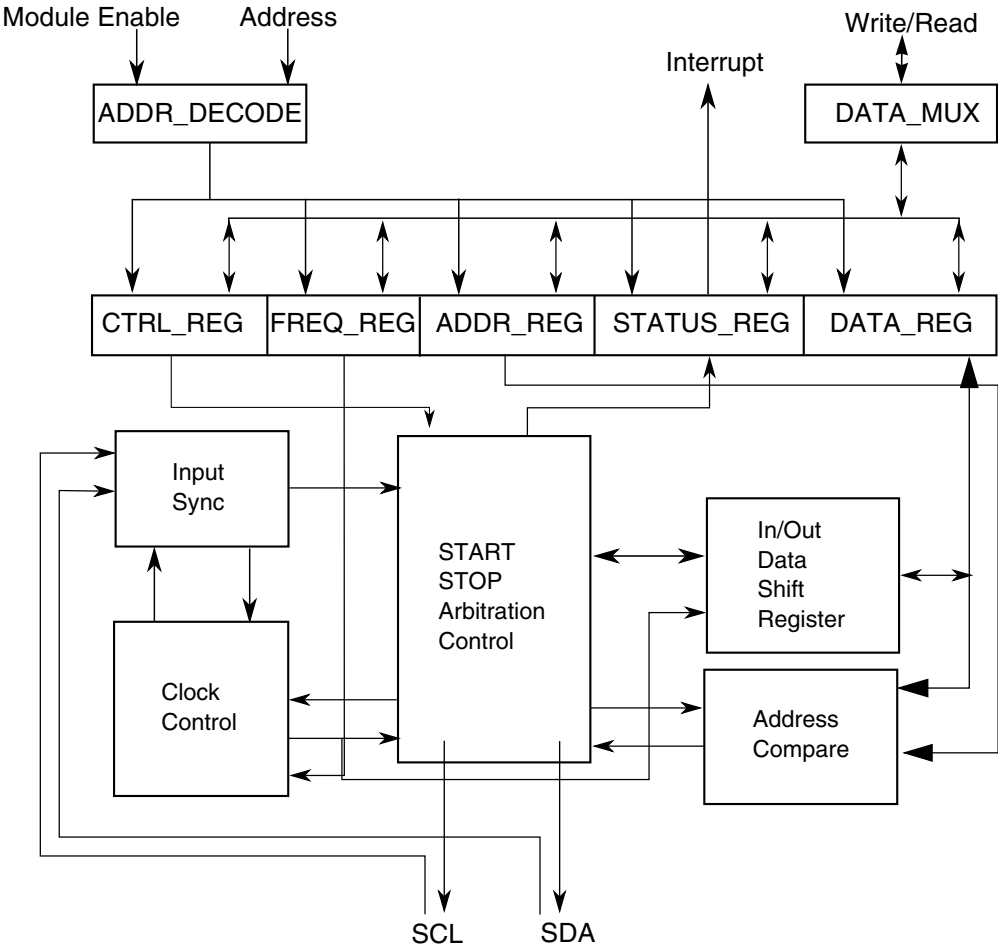 Module Enable
Address
Write/Read
Interrupt
ADDR_DECODE
DATA_MUX
CTRL_REG
FREQ_REG
ADDR_REG
STATUS_REG
DATA_REG
Input
Sync
START
STOP
Arbitration
Control
In/Out
Data
Shift
Register
Clock
Control
Address
Compare
SCL
SDA